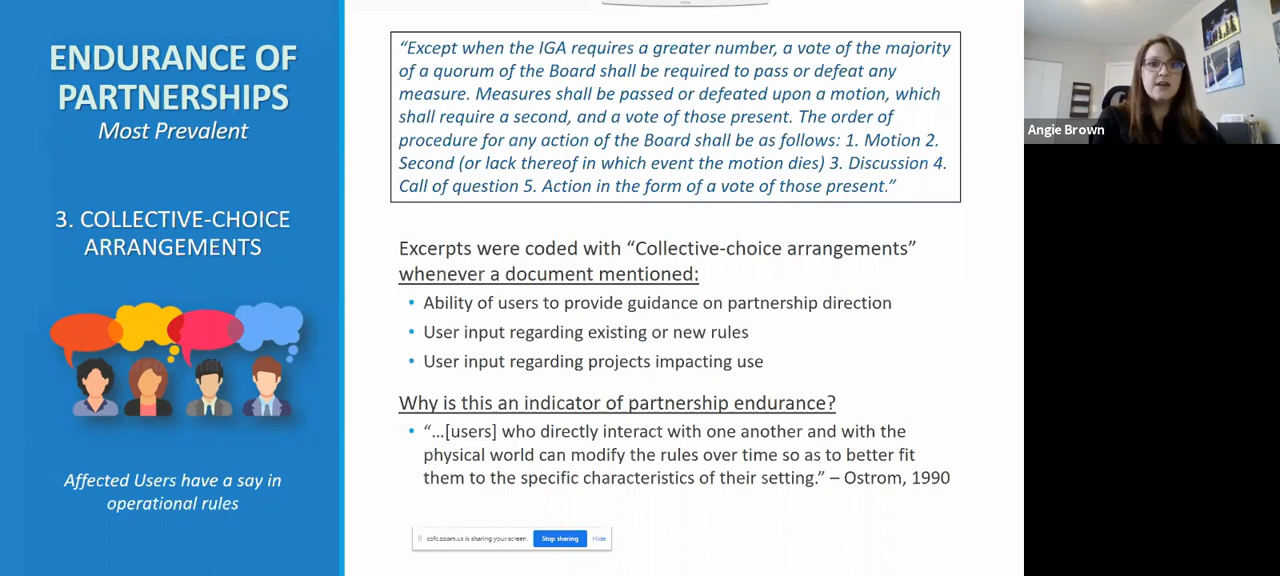 ENDURANCE OF
PARTNERSHIPS
Most Prevalent
3. COLLECTIVE-CHOICE
ARRANGEMENTS
Affected Users have a say in
operational rules
“Except when the IGA requires a greater number, a vote of the majority
of a quorum of the Board shall be required to pass or defeat any
measure. Measures shall be passed or defeated upon a motion, which
shall require a second, and a vote of those present. The order of
procedure for any action of the Board shall be as follows: 1. Motion 2.
Second (or lack thereof in which event the motion dies) 3. Discussion 4.
Call of question 5. Action in the form of a vote of those present.”
Excerpts were coded with “Collective-choice arrangements”
whenever a document mentioned:
• Ability of users to provide guidance on partnership direction
• User input regarding existing or new rules
• User input regarding projects impacting use
Why is this an indicator of partnership endurance?
• “…[users] who directly interact with one another and with the
physical world can modify the rules over time so as to better fit
them to the specific characteristics of their setting.” – Ostrom, 1990
cofc.zoom.us is sharing your screen.
Stop sharing
Hide
Angie Brown